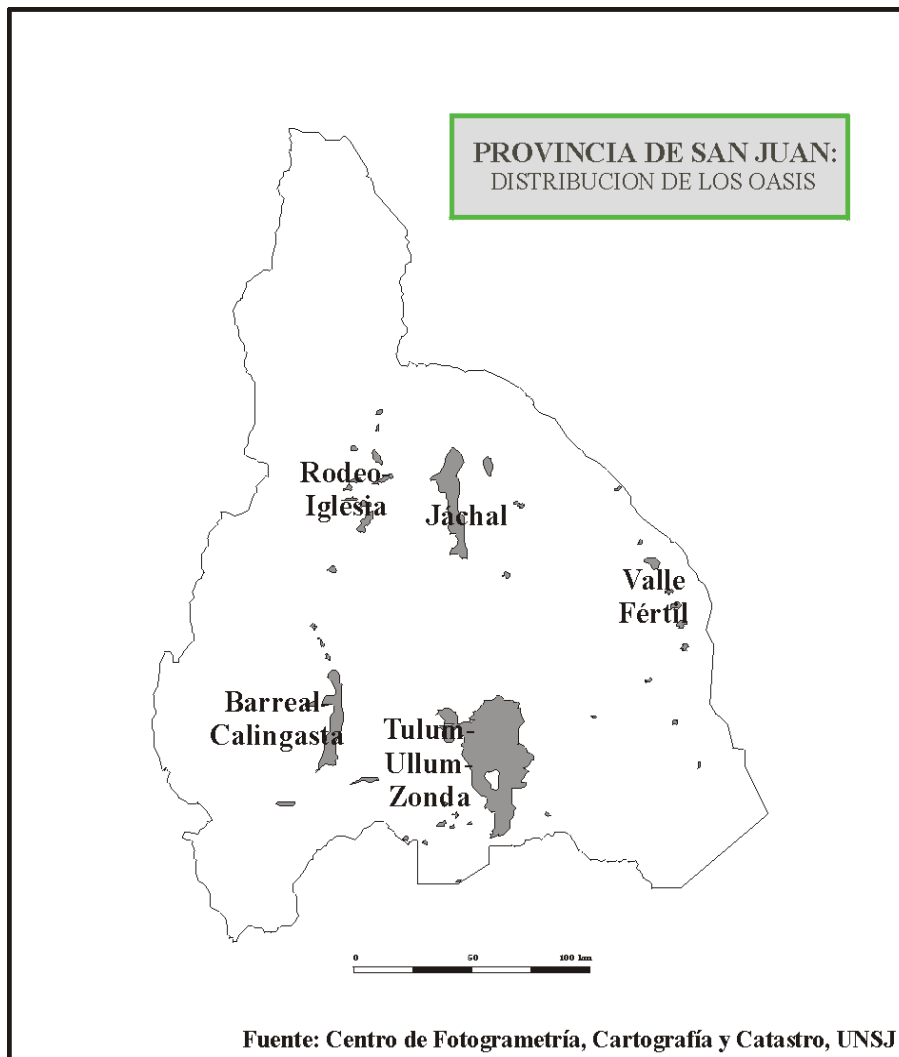 PROVINCIA DE SAN JUAN:
DISTRIBUCION DE LOS OASIS
Rodeo-
Iglesia
Jáchal
Valle
Fértil
Barreal-
Calingasta
Tulum-
Ullum-
Zonda
0 50 100 km
Fuente: Centro de Fotogrametría, Cartografía y Catastro, UNSJ